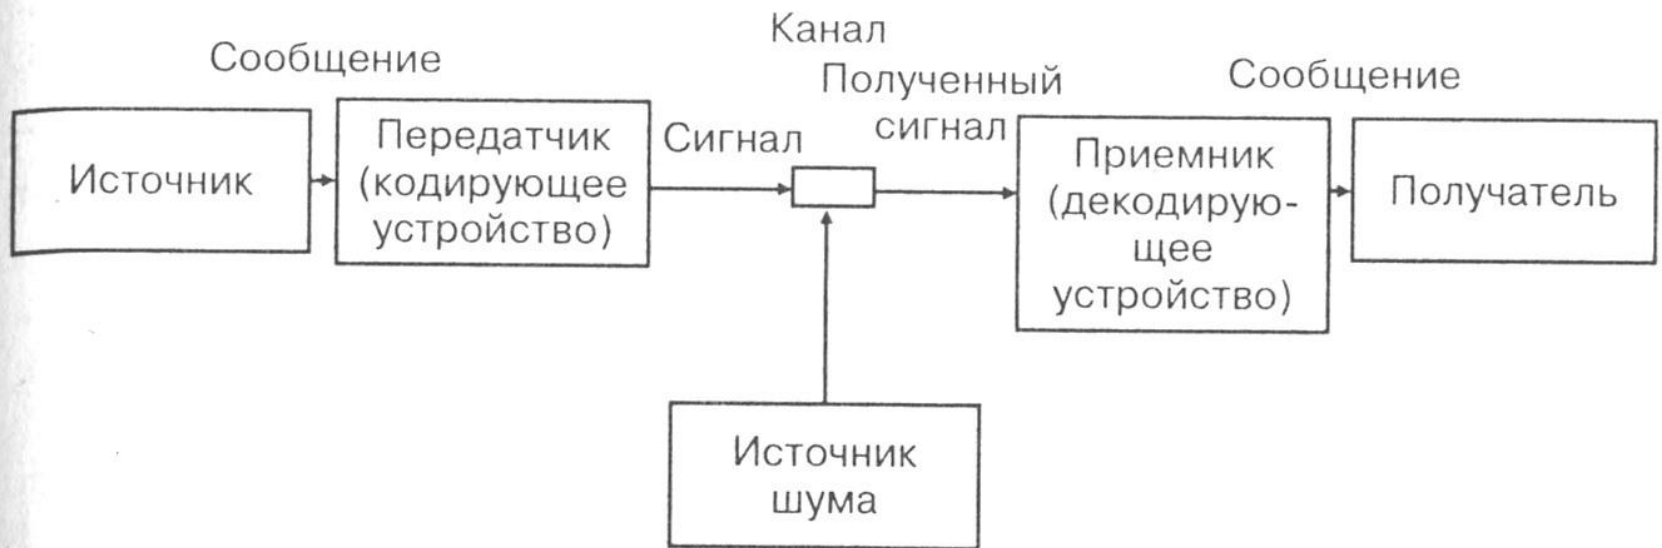 Сообщение
Источник
Передатчик
(кодирующее
устройство)
Сигнал
Канал
Полученный
сигнал
Приемник
(декодирую-
щее
устройство)
Сообщение
Получатель
Источник
шума